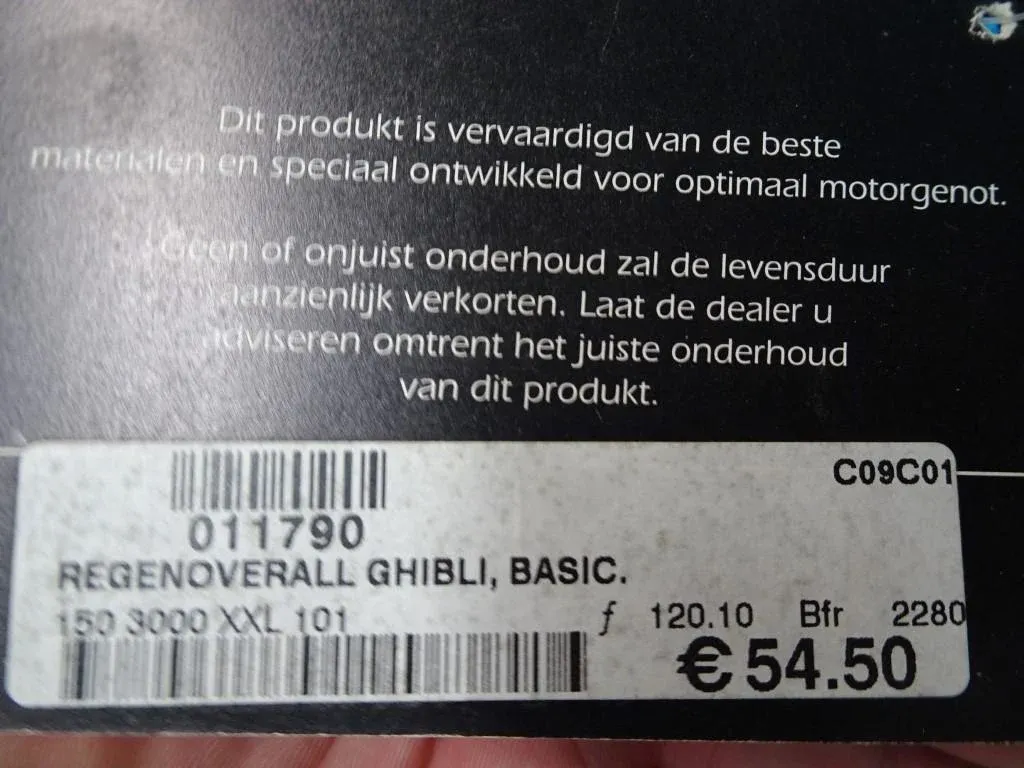 Dit produkt is vervaardigd van de beste
materialen en speciaal ontwikkeld voor optimaal motorgenot.
Geen of onjuist onderhoud zal de levensduur
aanzienlijk verkorten. Laat de dealer u
adviseren omtrent het juiste onderhoud
van dit produkt.
C09C01
011790
REGENOVERALL GHIBLI, BASIC.
150 3000 XXL 101 ƒ 120.10 Bfr 2280
€54.50